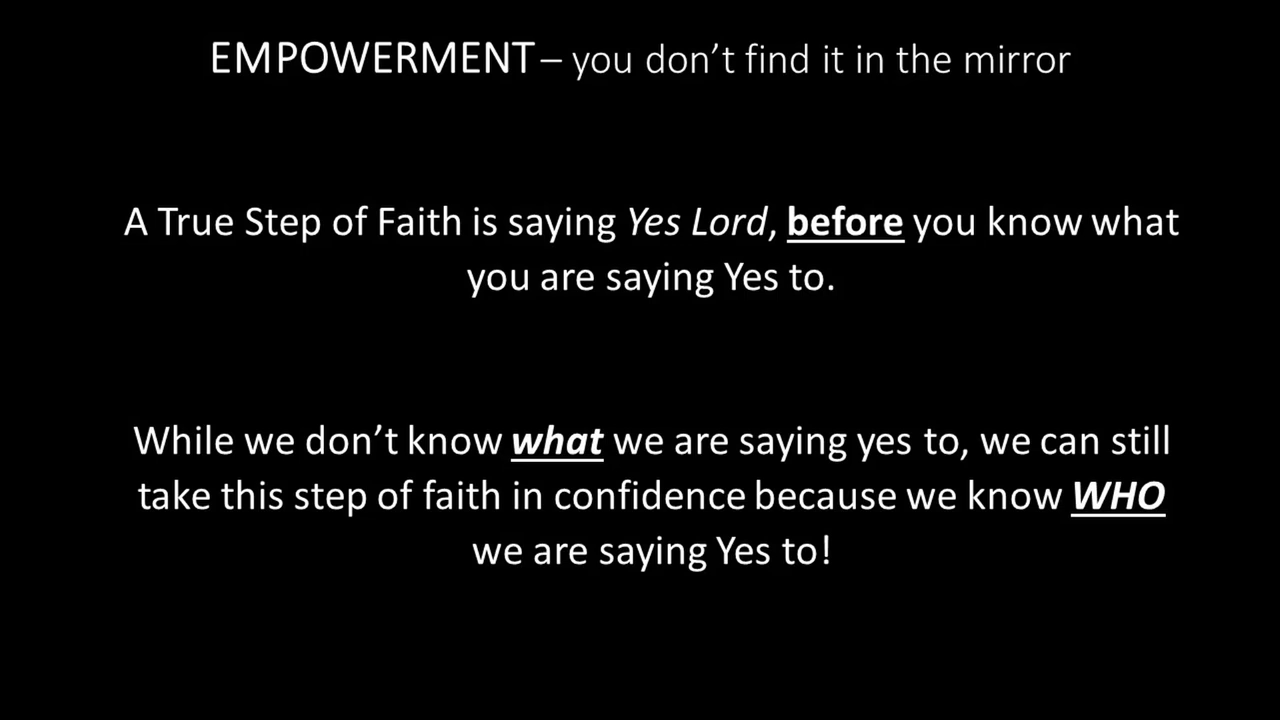 EMPOWERMENT – you don’t find it in the mirror
A True Step of Faith is saying Yes Lord, before you know what
you are saying Yes to.
While we don’t know what we are saying yes to, we can still
take this step of faith in confidence because we know WHO
we are saying Yes to!